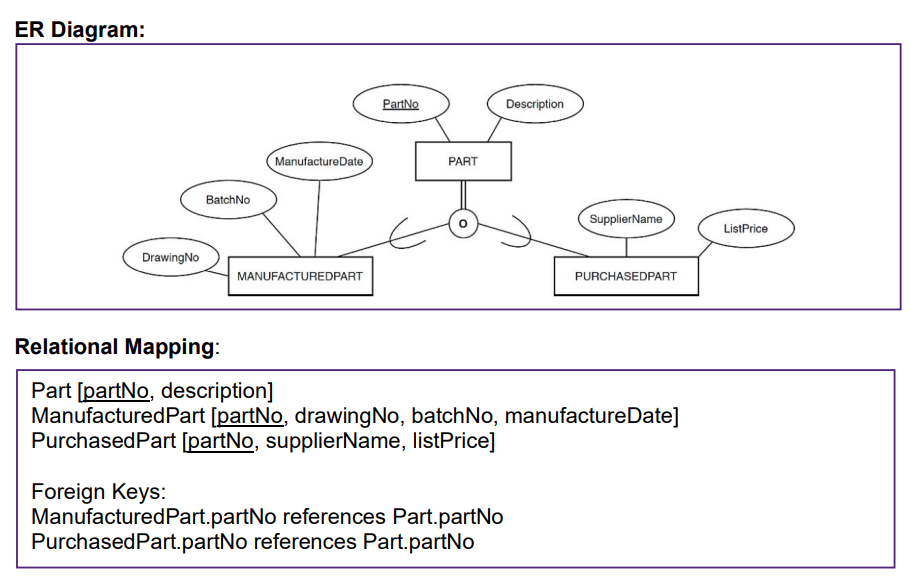 ER Diagram:
PartNo
Description
PART
ManufactureDate
BatchNo
O
SupplierName
ListPrice
DrawingNo
MANUFACTUREDPART
PURCHASEDPART
Relational Mapping:
Part [partNo, description]
ManufacturedPart [partNo, drawingNo, batchNo, manufactureDate]
PurchasedPart [partNo, supplierName, listPrice]
Foreign Keys:
ManufacturedPart.partNo references Part.partNo
PurchasedPart.partNo references Part.partNo